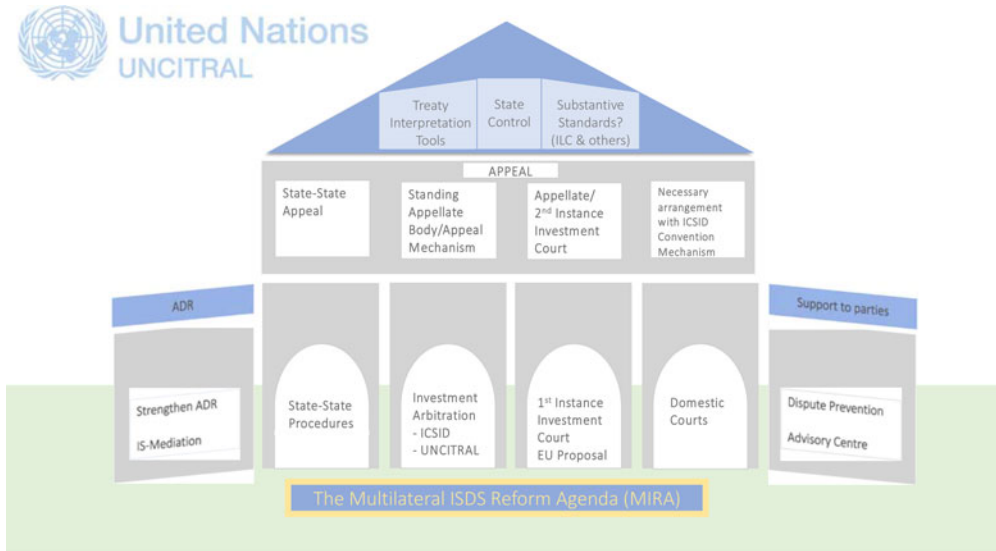 United Nations
UNCITRAL
Treaty
Interpretation
Tools
State
Control
Substantive
Standards?
(ILC & others)
APPEAL
State-State
Appeal
Standing
Appellate
Body/Appeal
Mechanism
Appellate/
2nd Instance
Investment
Court
Necessary
arrangement
with ICSID
Convention
Mechanism
ADR
Support to parties
Strengthen ADR
IS-Mediation
State-State
Procedures
Investment
Arbitration
- ICSID
- UNCITRAL
1st Instance
Investment
Court
EU Proposal
Domestic
Courts
Dispute Prevention
Advisory Centre
The Multilateral ISDS Reform Agenda (MIRA)